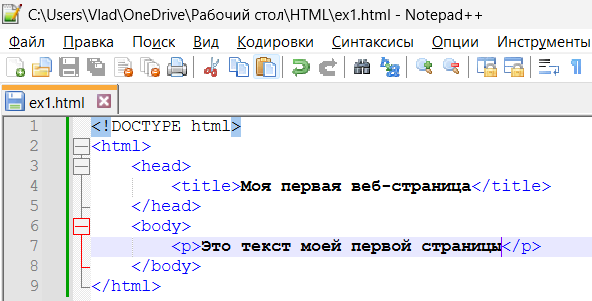 C:\Users\Vlad\OneDrive\Рабочий стол\HTML\ex1.html - Notepad++
Файл Правка Поиск Вид Кодировки Синтаксисы Опции Инструменты
ex1.html
1 <!DOCTYPE html>
2 <html>
3 <head>
4 <title>Моя первая веб-страница</title>
5 </head>
6 <body>
7 <p>Это текст моей первой страницы</p>
8 </body>
9 </html>